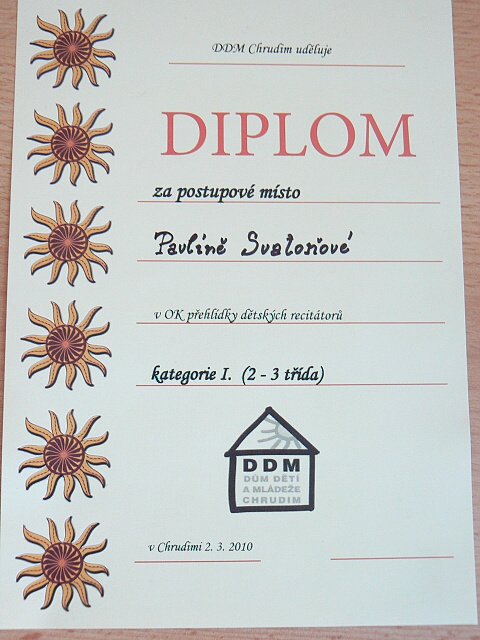 DDM Chrudim uděluje
DIPLOM
za postupové místo
Pavlíně Svatoňové
v OK přehlídky dětských recitátorů
kategorie I. (2 - 3 třída)
DDM
DŮM DĚTÍ
A MLÁDEŽE
CHRUDIM
v Chrudimi 2. 3. 2010